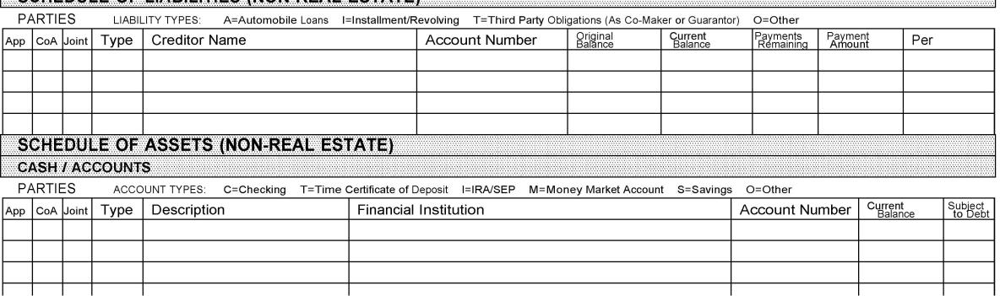 SCHEDULE OF LIABILITIES (NON-REAL ESTATE)
PARTIES LIABILITY TYPES: A=Automobile Loans I=Installment/Revolving T=Third Party Obligations (As Co-Maker or Guarantor) O=Other
App CoA Joint Type Creditor Name Account Number Original Balance Current Balance Payments Remaining Payment Amount Per
SCHEDULE OF ASSETS (NON-REAL ESTATE)
CASH / ACCOUNTS
PARTIES ACCOUNT TYPES: C=Checking T=Time Certificate of Deposit I=IRA/SEP M=Money Market Account S=Savings O=Other
App CoA Joint Type Description Financial Institution Account Number Current Balance Subject to Debt